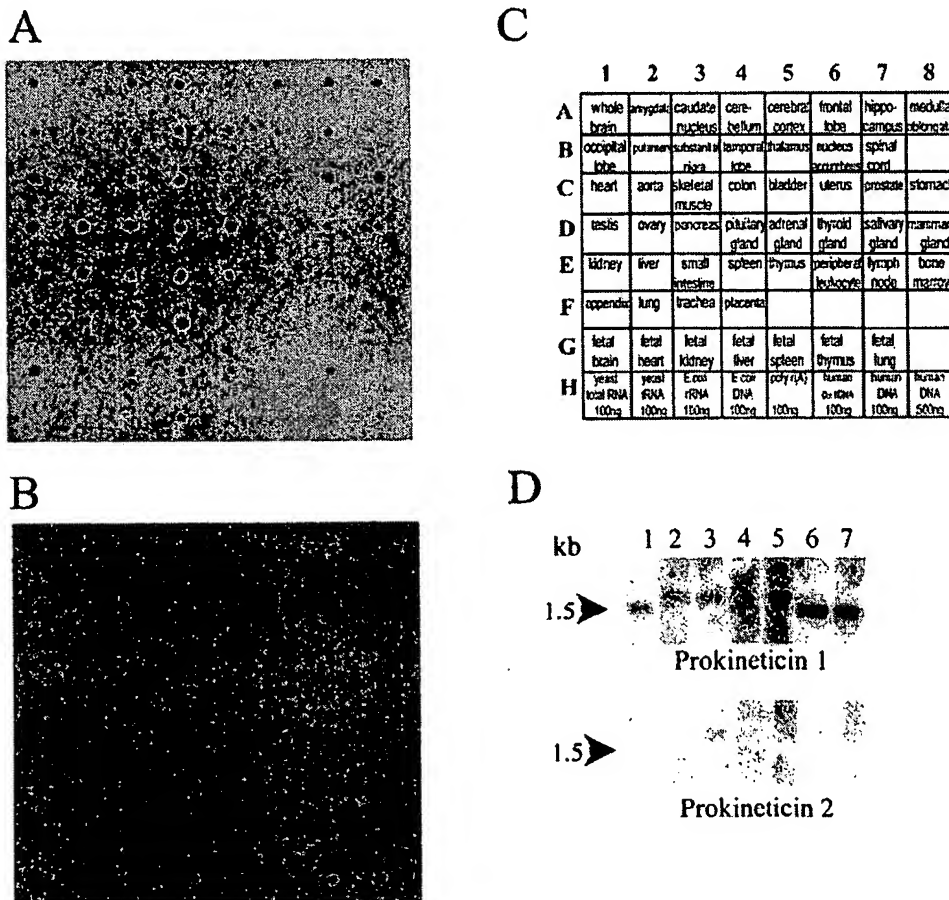 A
C
1 2 3 4 5 6 7 8
A whole amygdala caudate cere- cerebral frontal hippo- medulla
brain nucleus bellum cortex lobe campus oblongata
B occipital putamen substantia temporal thalamus nucleus spinal
lobe nigra lobe accumbens cord
C heart aorta skeletal colon bladder uterus prostate stomach
muscle
D testis ovary pancreas pituitary adrenal thyroid salivary mammary
gland gland gland gland gland
E kidney liver small spleen thymus peripheral lymph bone
intestine leukocyte node marrow
F appendix lung trachea placenta
G fetal fetal fetal fetal fetal fetal fetal
brain heart kidney liver spleen thymus lung
H yeast yeast E.coli E.coli poly r(A) human human human
total RNA tRNA rRNA DNA DNA DNA
100ng 100ng 100ng 100ng 100ng 100ng 100ng 500ng
B
D
kb 1 2 3 4 5 6 7
1.5
Prokineticin 1
1.5
Prokineticin 2